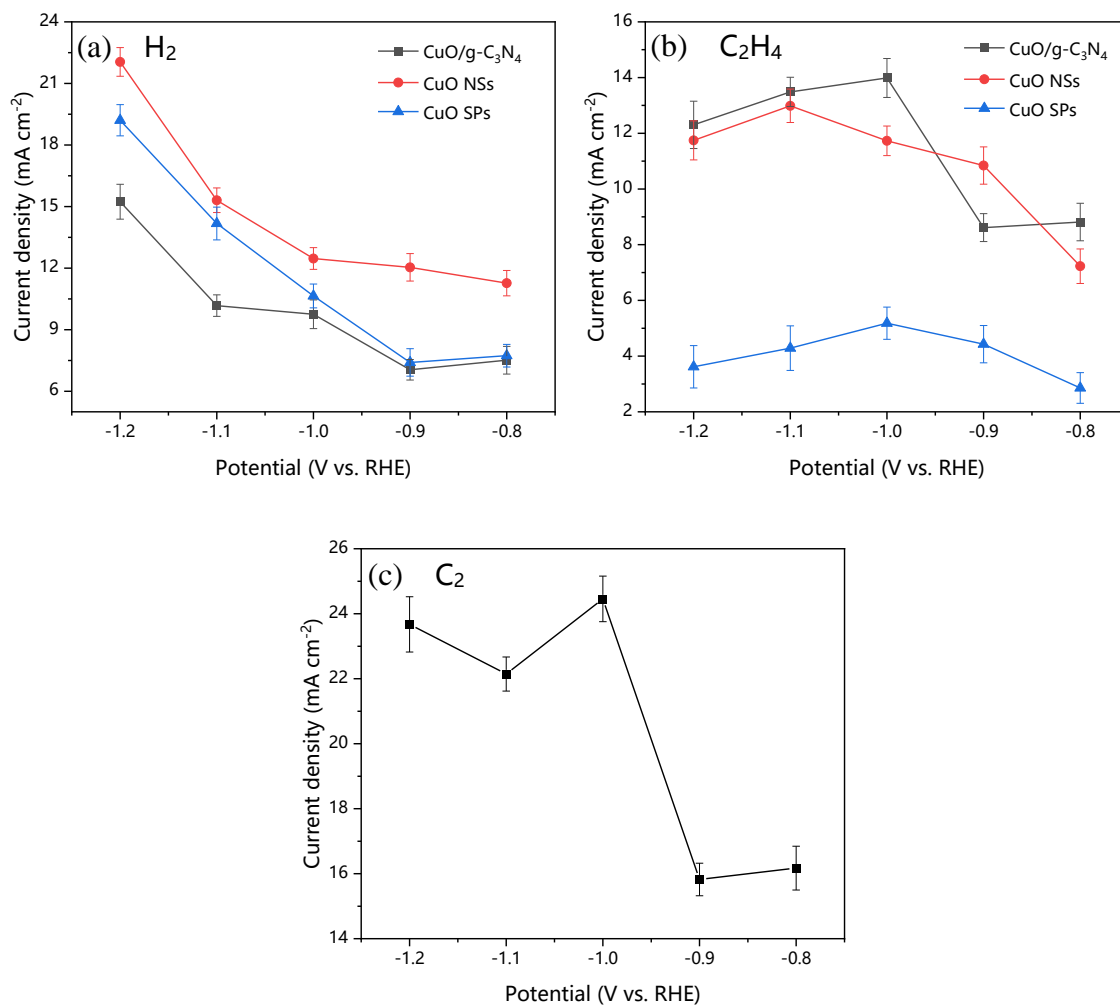 (a) H₂
CuO/g-C₃N₄
CuO NSs
CuO SPs
24
21
18
15
12
9
6
Current density (mA cm⁻²)
-1.2 -1.1 -1.0 -0.9 -0.8
Potential (V vs. RHE)
(b) C₂H₄
CuO/g-C₃N₄
CuO NSs
CuO SPs
16
14
12
10
8
6
4
2
Current density (mA cm⁻²)
-1.2 -1.1 -1.0 -0.9 -0.8
Potential (V vs. RHE)
(c) C₂
26
24
22
20
18
16
14
Current density (mA cm⁻²)
-1.2 -1.1 -1.0 -0.9 -0.8
Potential (V vs. RHE)